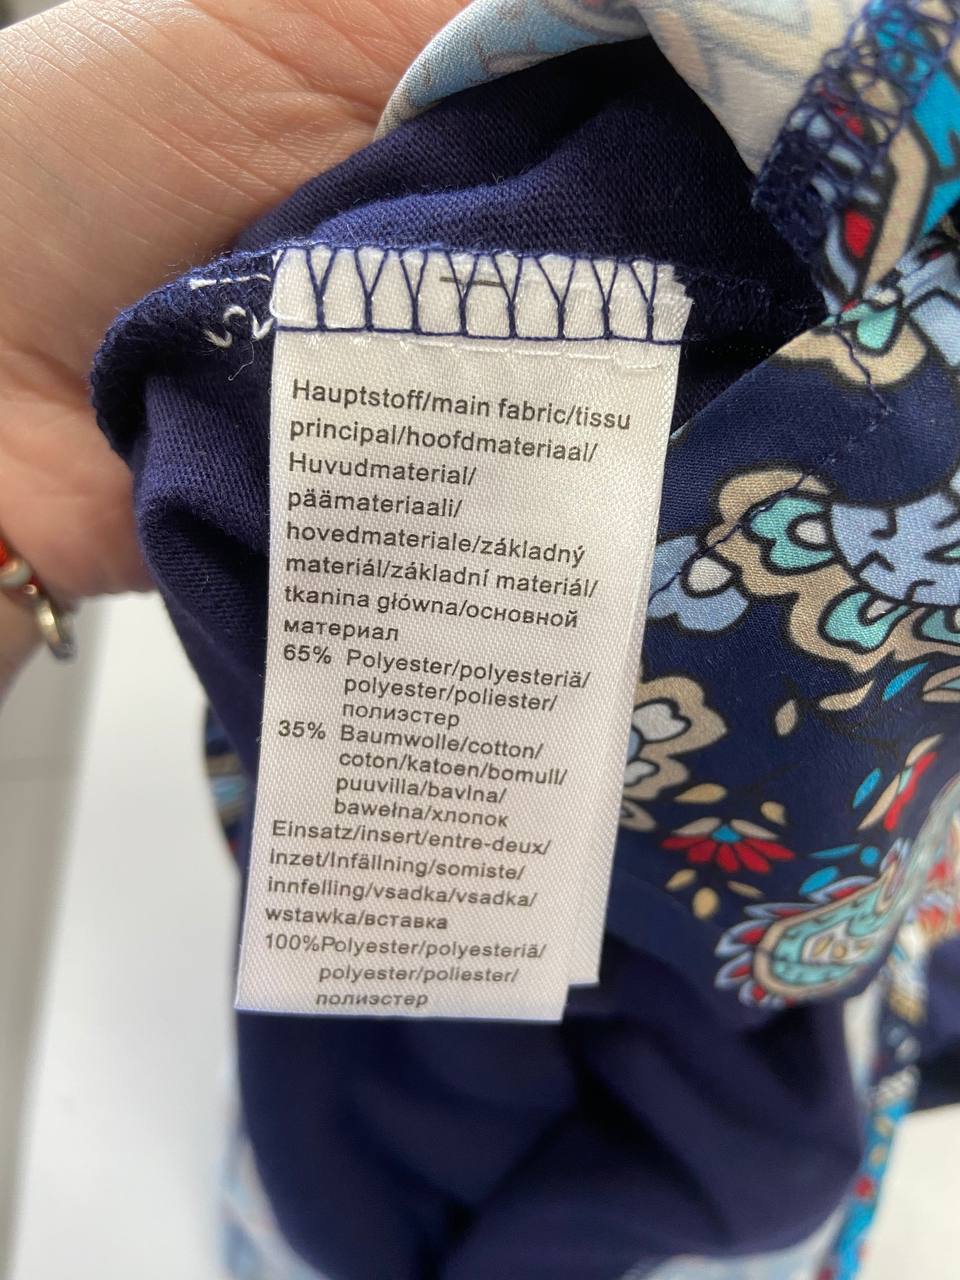 Hauptstoff/main fabric/tissu
principal/hoofdmateriaal/
Huvudmaterial/
päämateriaali/
hovedmateriale/základný
materiál/základní materiál/
tkanina główna/основной
материал
65% Polyester/polyesteriä/
polyester/poliester/
полиэстер
35% Baumwolle/cotton/
coton/katoen/bomull/
puuvilla/bavlna/
bawełna/хлопок
Einsatz/insert/entre-deux/
Inzet/Infällning/somiste/
innfelling/vsadka/vsadka/
wstawka/вставка
100%Polyester/polyesteriä/
polyester/poliester/
полиэстер